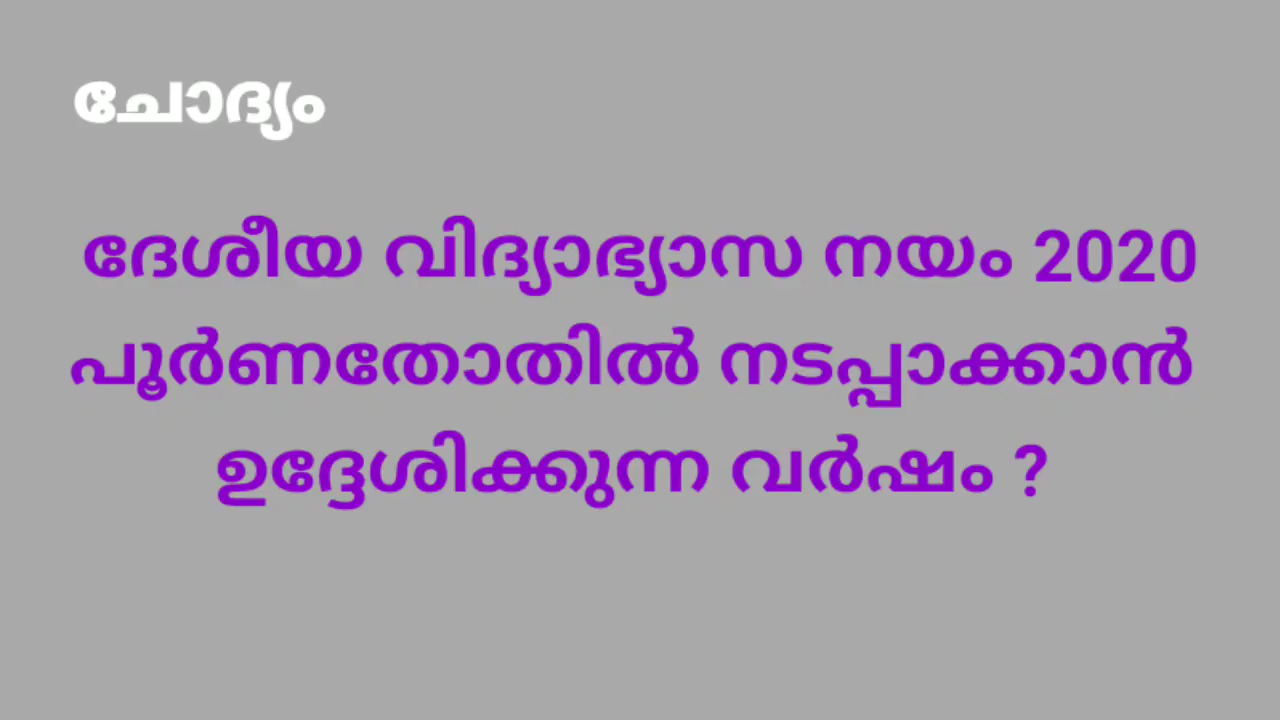 ചോദ്യം
ദേശീയ വിദ്യാഭ്യാസ നയം 2020
പൂർണതോതിൽ നടപ്പാക്കാൻ
ഉദ്ദേശിക്കുന്ന വർഷം ?